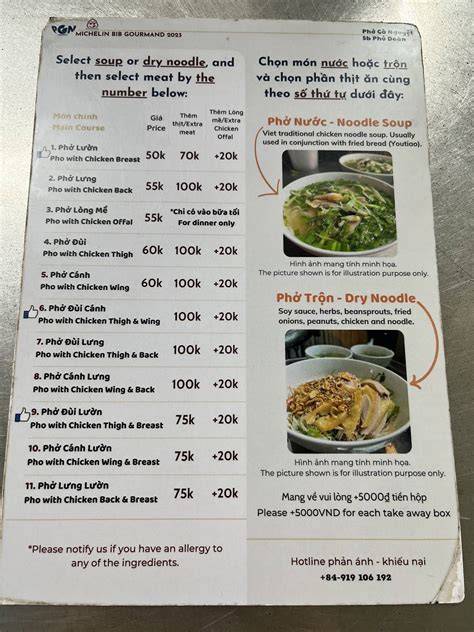 PGN
MICHELIN BIB GOURMAND 2023
Phở Gà Nguyệt
5b Phủ Doãn
Select soup or dry noodle, and
then select meat by the
number below:
Món chính
Main Course
Giá
Price
Thêm
thịt/Extra
meat
Thêm Lòng
mề/Extra
Chicken
Offal
1. Phở Lườn
Pho with Chicken Breast 50k 70k +20k
2. Phở Lưng
Pho with Chicken Back 55k 100k +20k
3. Phở Lòng Mề
Pho with Chicken Offal 55k
*Chỉ có vào bữa tối
For dinner only
4. Phở Đùi
Pho with Chicken Thigh 60k 100k +20k
5. Phở Cánh
Pho with Chicken Wing 60k 100k +20k
6. Phở Đùi Cánh
Pho with Chicken Thigh & Wing 100k +20k
7. Phở Đùi Lưng
Pho with Chicken Thigh & Back 100k +20k
8. Phở Cánh Lưng
Pho with Chicken Wing & Back 100k +20k
9. Phở Đùi Lườn
Pho with Chicken Thigh & Breast 75k +20k
10. Phở Cánh Lườn
Pho with Chicken Wing & Breast 75k +20k
11. Phở Lưng Lườn
Pho with Chicken Back & Breast 75k +20k
*Please notify us if you have an allergy to
any of the ingredients.
Chọn món nước hoặc trộn
và chọn phần thịt ăn cùng
theo số thứ tự dưới đây:
Phở Nước - Noodle Soup
Viet traditional chicken noodle soup. Usually
used in conjunction with fried bread (Youtioo).
Hình ảnh mang tính minh họa.
The picture shown is for illustration purpose only.
Phở Trộn - Dry Noodle
Soy sauce, herbs, beansprouts, fried
onions, peanuts, chicken and noodle.
Hình ảnh mang tính minh họa.
The picture shown is for illustration purpose only.
Mang về vui lòng +5000₫ tiền hộp
Please +5000VND for each take away box
Hotline phản ánh - khiếu nại
+84-919 106 192